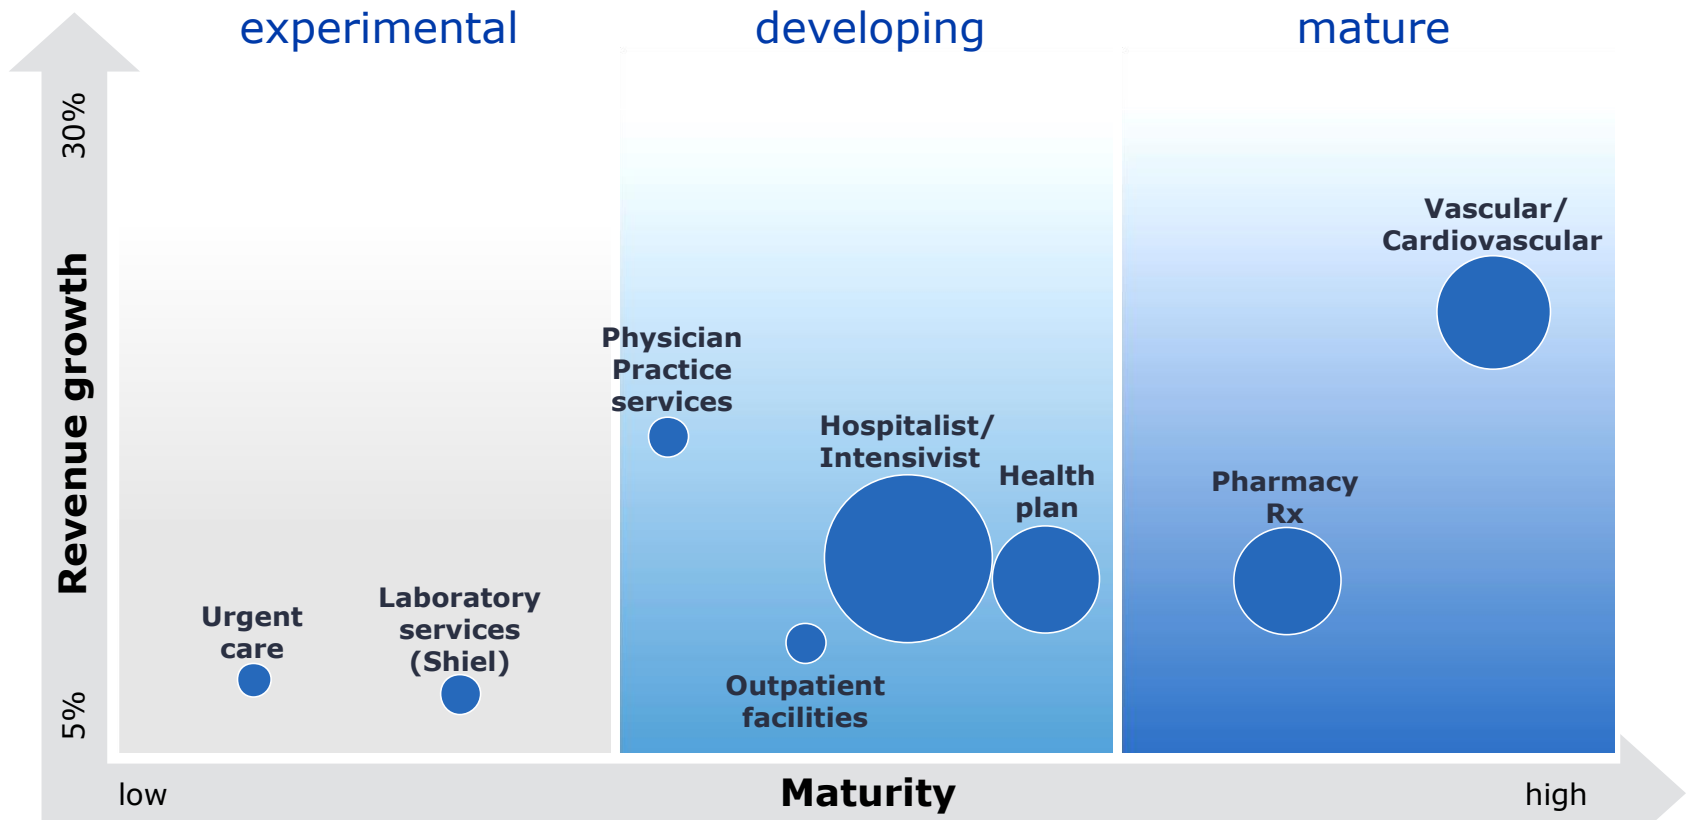 experimental
developing
mature
30%
Revenue growth
5%
Vascular/
Cardiovascular
Physician
Practice
services
Hospitalist/
Intensivist
Health
plan
Pharmacy
Rx
Urgent
care
Laboratory
services
(Shiel)
Outpatient
facilities
low
Maturity
high